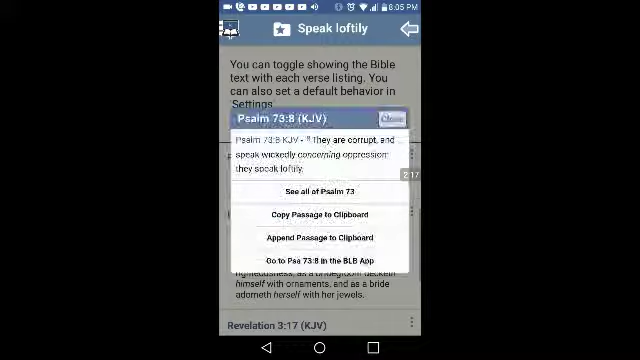 8:05 PM
Speak loftily
You can toggle showing the Bible
text with each verse listing. You
can also set a default behavior in
Settings
Psalm 73:8 (KJV)
Close
Psalm 73:8 KJV - 8 They are corrupt, and
speak wickedly concerning oppression:
they speak loftily.
2:17
See all of Psalm 73
Copy Passage to Clipboard
Append Passage to Clipboard
Go to Psa 73:8 in the BLB App
righteousness, as a bridegroom decketh
himself with ornaments, and as a bride
adorneth herself with her jewels.
Revelation 3:17 (KJV)